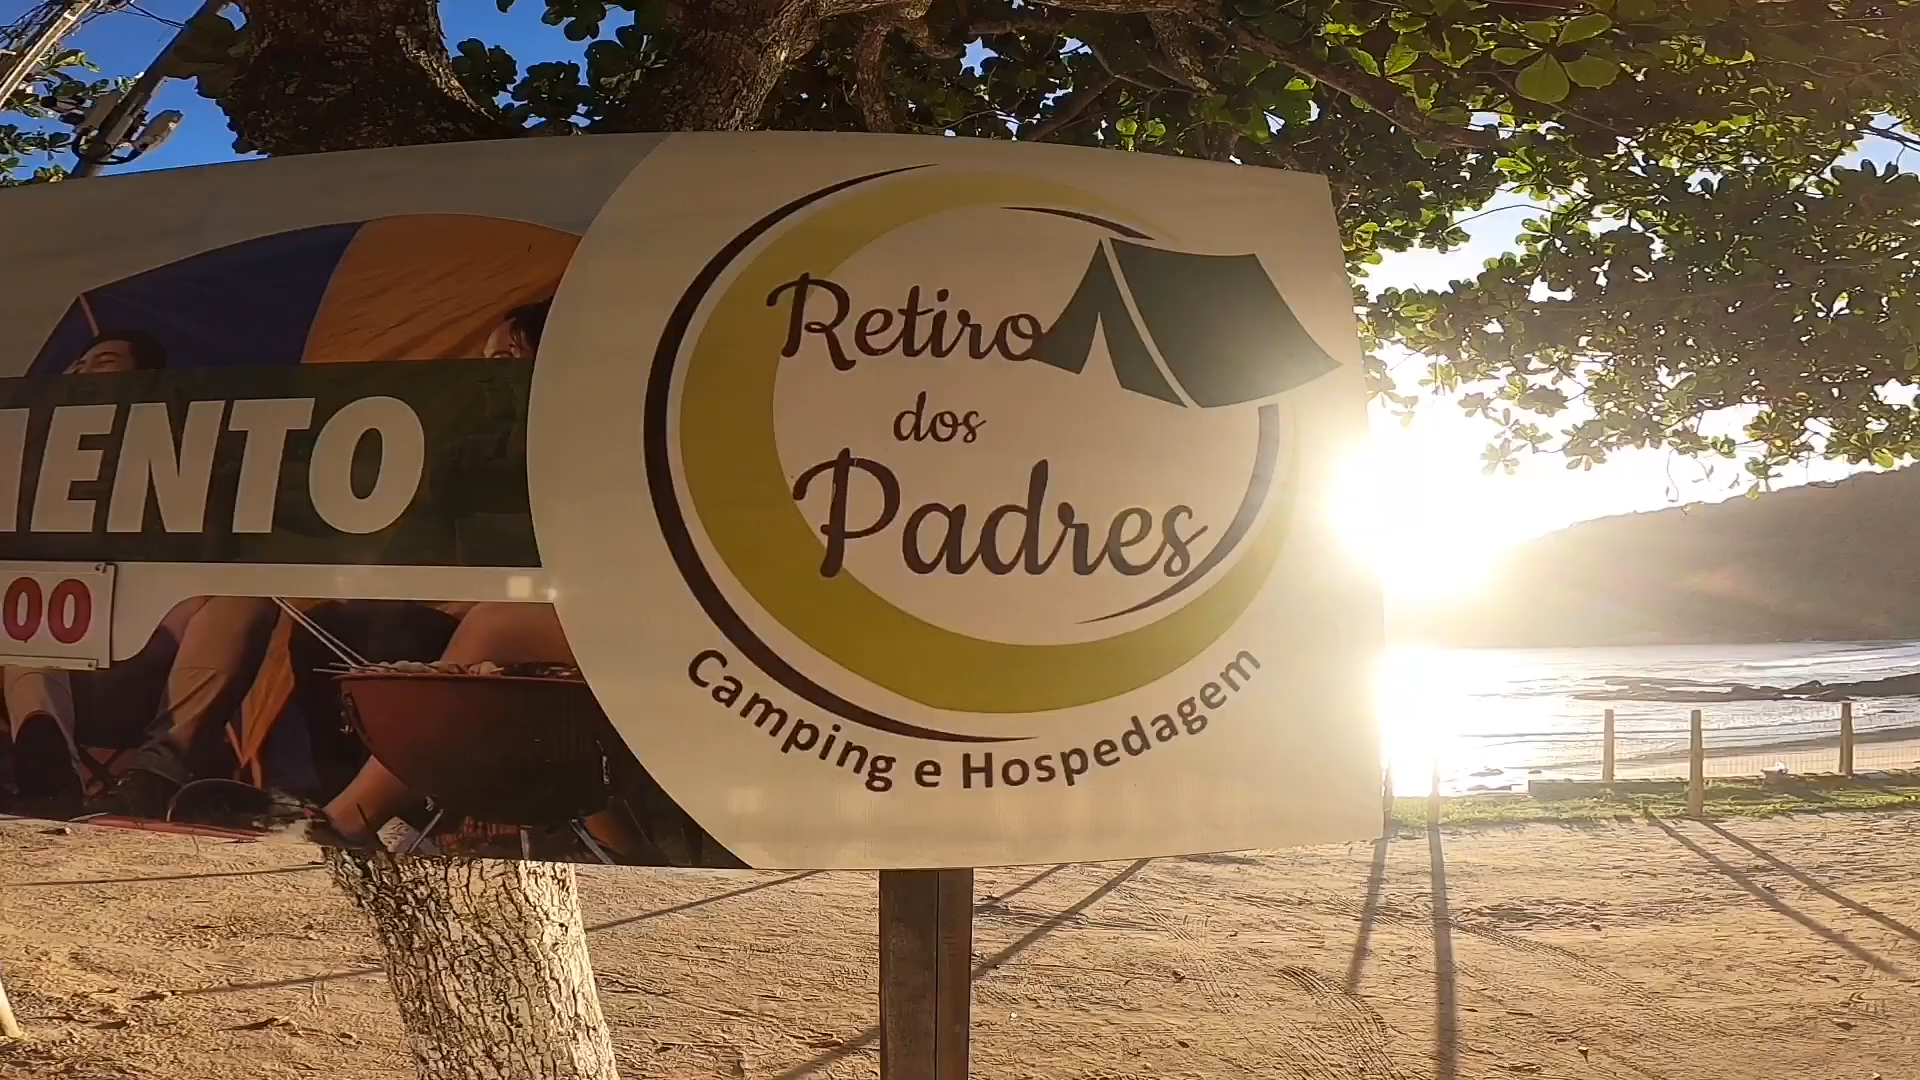 MENTO
00
Retiro
dos
Padres
Camping e Hospedagem